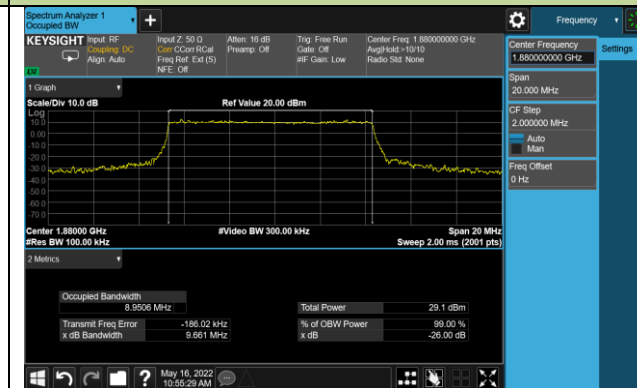 Spectrum Analyzer 1
Occupied BW
+
Frequency
KEYSIGHT
Input: RF
Coupling: DC
Align: Auto
Input Z: 50 Ω
Corr CCorr RCal
Freq Ref: Ext (S)
NFE: Off
Atten: 16 dB
Preamp: Off
Trig: Free Run
Gate: Off
#IF Gain: Low
Center Freq: 1.880000000 GHz
Avg|Hold:>10/10
Radio Std: None
LXI
Center Frequency
1.880000000 GHz
Settings
Span
20.000 MHz
CF Step
2.000000 MHz
Auto
Man
Freq Offset
0 Hz
1 Graph
Scale/Div 10.0 dB
Ref Value 20.00 dBm
Log
10.0
0.00
-10.0
-20.0
-30.0
-40.0
-50.0
-60.0
-70.0
Center 1.88000 GHz
#Video BW 300.00 kHz
Span 20 MHz
#Res BW 100.00 kHz
Sweep 2.00 ms (2001 pts)
2 Metrics
Occupied Bandwidth
8.9506 MHz
Total Power 29.1 dBm
Transmit Freq Error -186.02 kHz
% of OBW Power 99.00 %
x dB Bandwidth 9.661 MHz
x dB -26.00 dB
?
May 16, 2022
10:55:29 AM